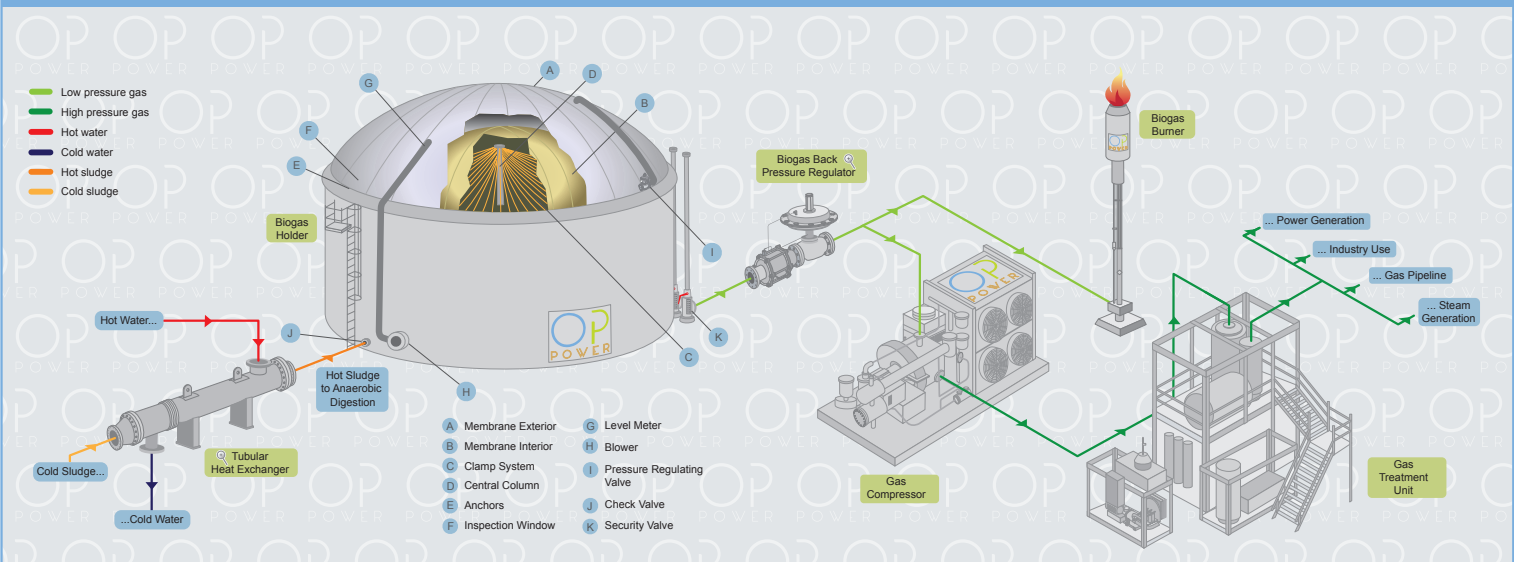 Low pressure gas
High pressure gas
Hot water
Cold water
Hot sludge
Cold sludge
A
D
G
B
F
E
Biogas
Holder
I
K
C
J
H
OP
POWER
Hot Water...
Hot Sludge
to Anaerobic
Digestion
Cold Sludge...
Tubular
Heat Exchanger
...Cold Water
A Membrane Exterior
B Membrane Interior
C Clamp System
D Central Column
E Anchors
F Inspection Window
G Level Meter
H Blower
I Pressure Regulating
Valve
J Check Valve
K Security Valve
Biogas Back
Pressure Regulator
OP
POWER
Gas
Compressor
Biogas
Burner
OP
POWER
... Power Generation
... Industry Use
... Gas Pipeline
... Steam
Generation
Gas
Treatment
Unit